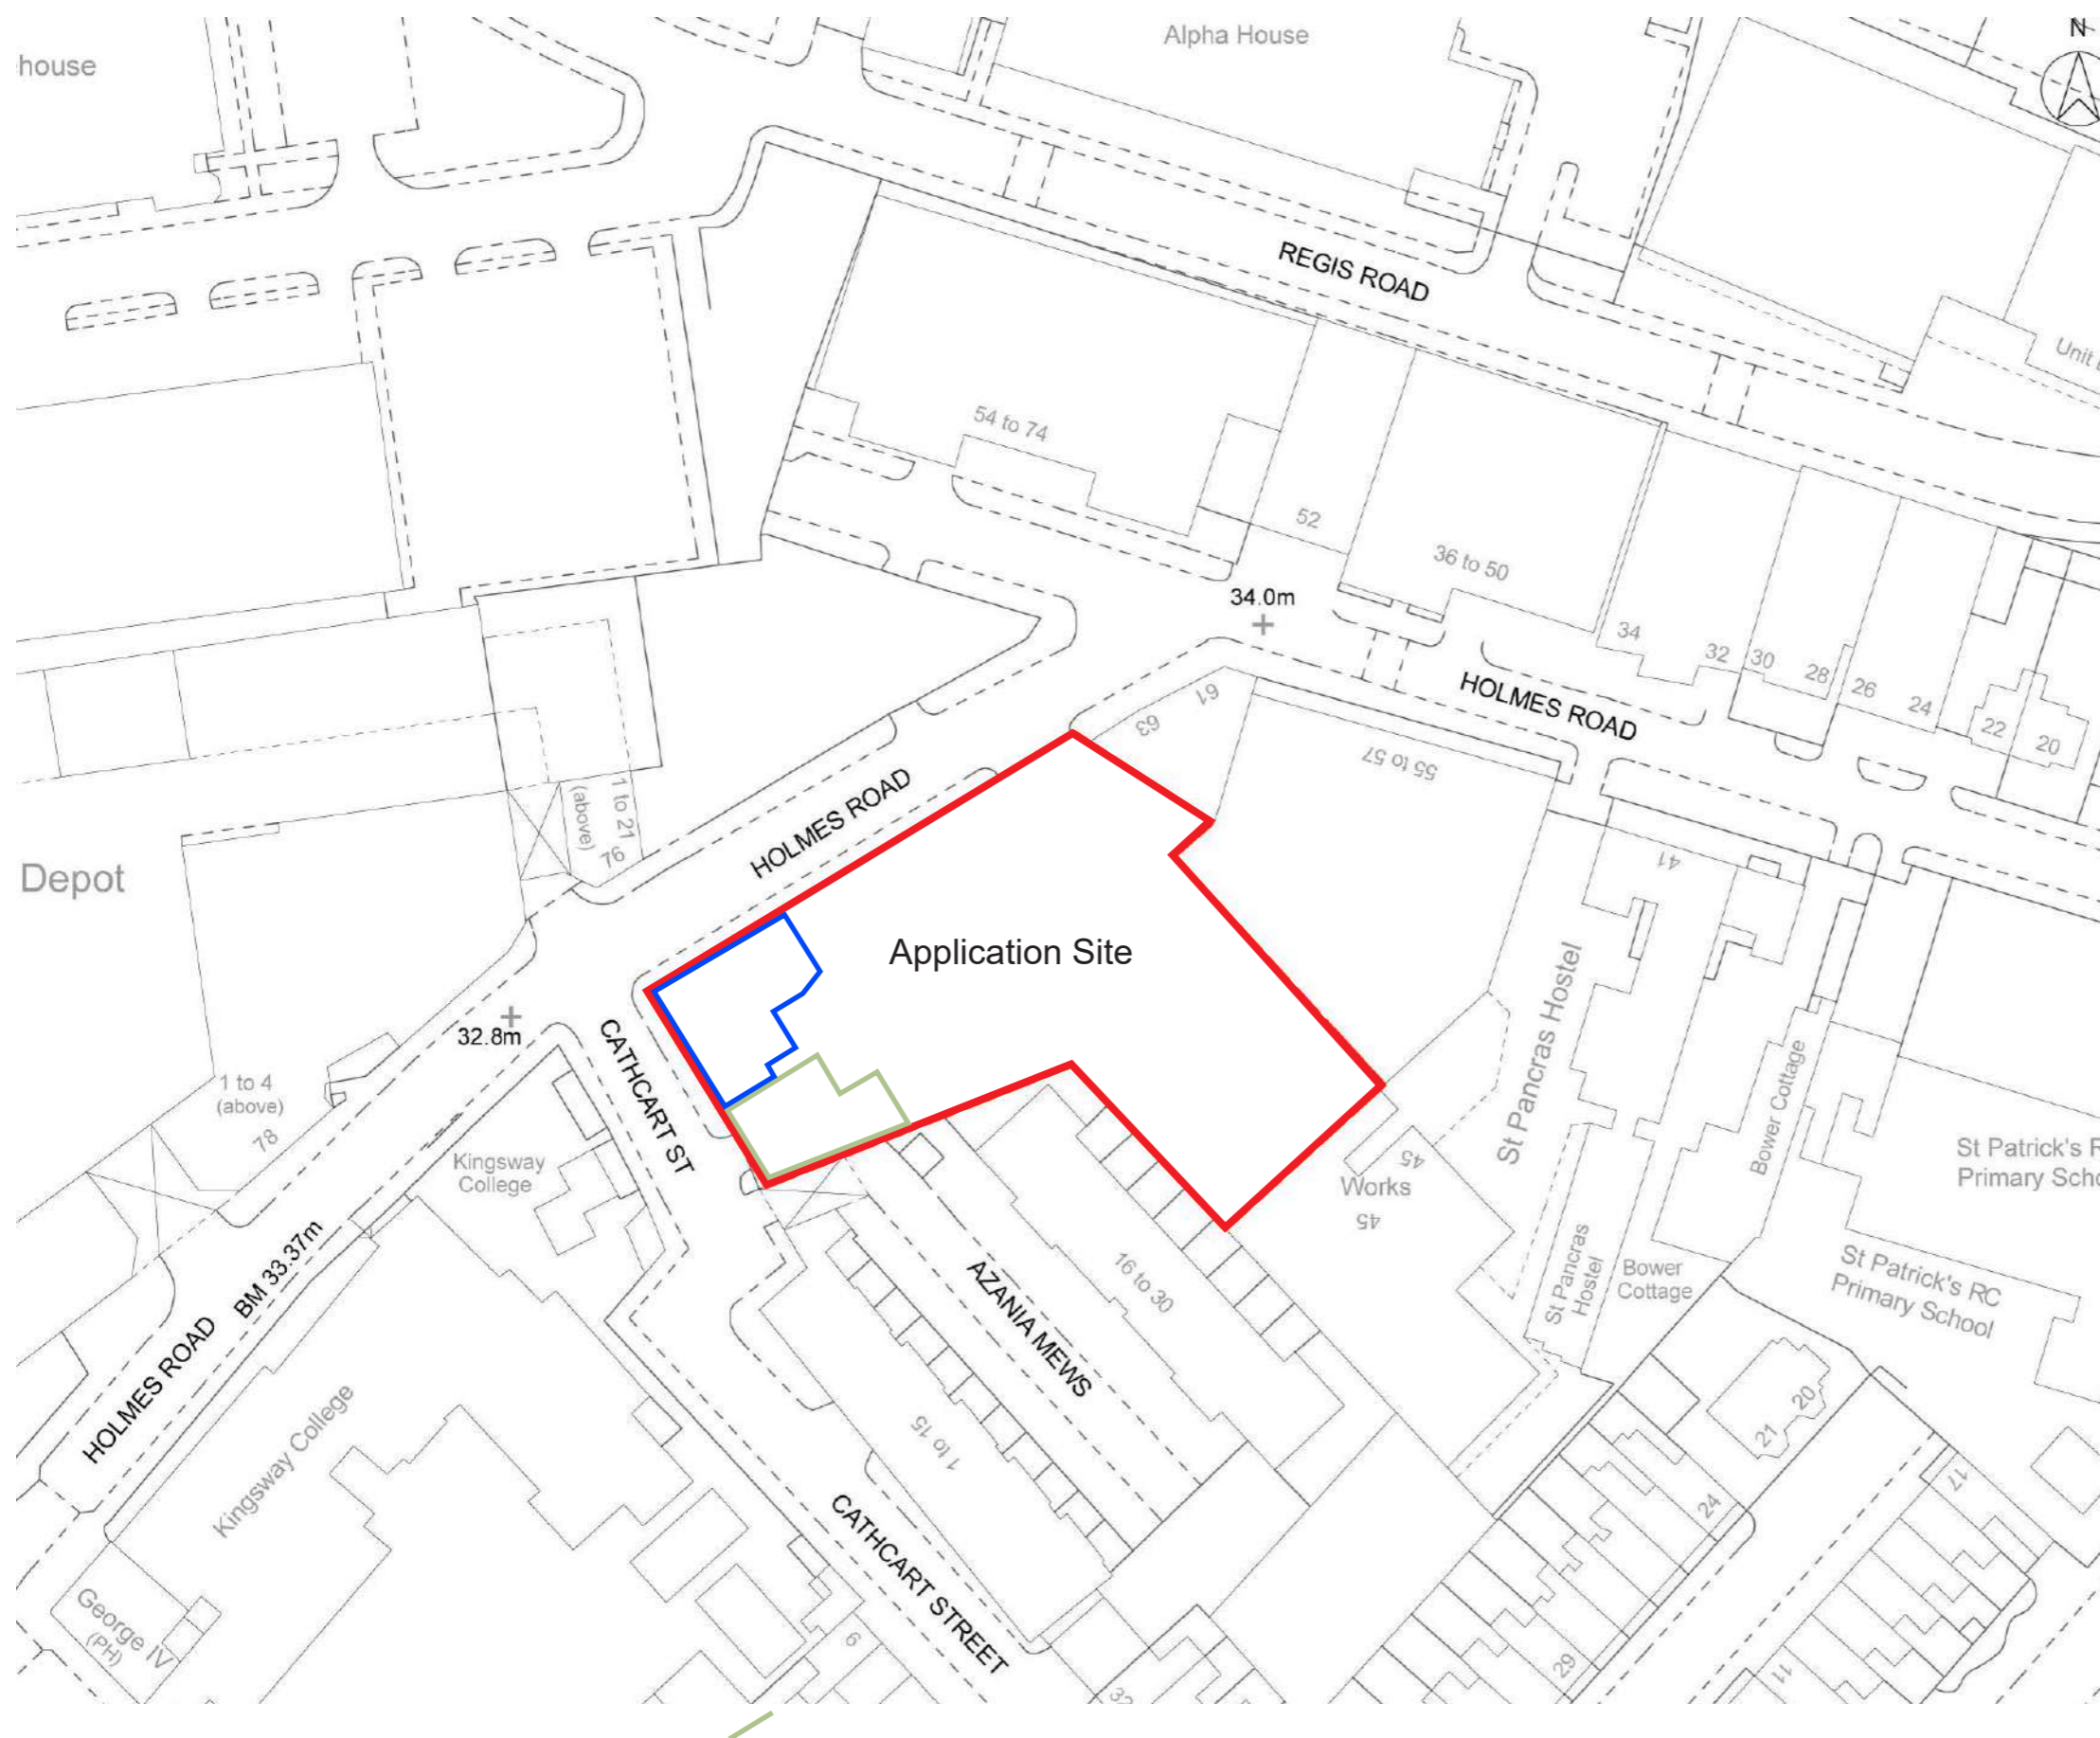 Alpha House
N
house
REGIS ROAD
Unit
54 to 74
52
36 to 50
34.0m
34
32
30
28
26
24
22
20
HOLMES ROAD
61
63
55 to 57
HOLMES ROAD
1 to 21
(above)
76
41
Depot
Application Site
St Pancras Hostel
32.8m
CATHCART ST
1 to 4
(above)
78
Bower Cottage
Kingsway
College
45
Works
45
St Patrick's R
Primary Scho
St Pancras
Hostel
Bower
Cottage
St Patrick's RC
Primary School
BM 33.37m
HOLMES ROAD
AZANIA MEWS
16 to 30
1 to 15
Kingsway College
20
21
17
24
CATHCART STREET
George IV
(PH)
9
29
11